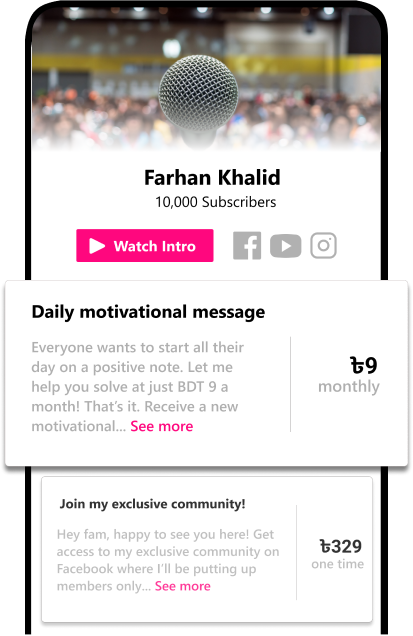 Farhan Khalid
10,000 Subscribers
Watch Intro
Daily motivational message
Everyone wants to start all their
day on a positive note. Let me
help you solve at just BDT 9 a
month! That’s it. Receive a new
motivational... See more
৳9
monthly
Join my exclusive community!
Hey fam, happy to see you here! Get
access to my exclusive community on
Facebook where I’ll be putting up
members only... See more
৳329
one time